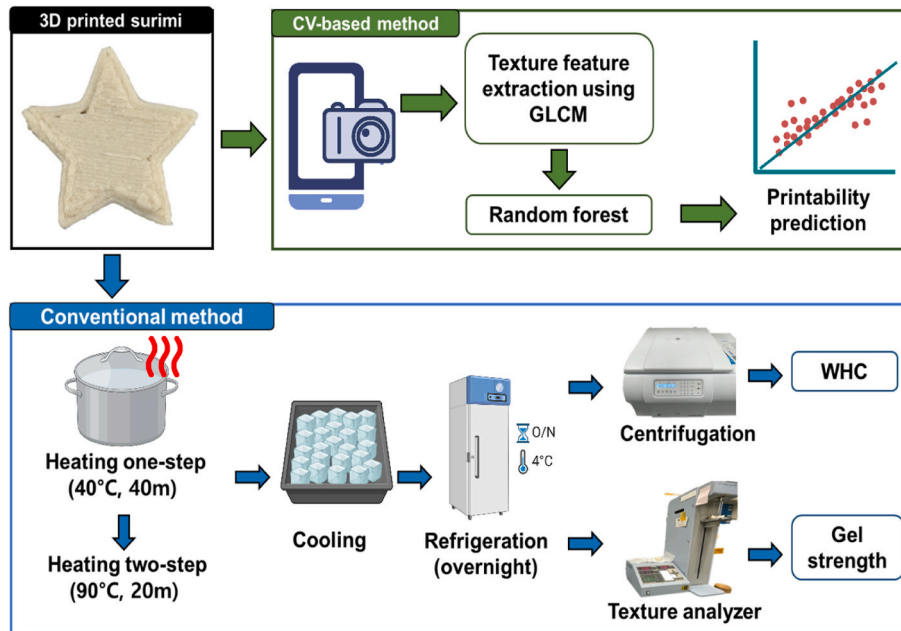 3D printed surimi
CV-based method
Texture feature
extraction using
GLCM
Random forest
Printability
prediction
Conventional method
Heating one-step
(40°C, 40m)
Heating two-step
(90°C, 20m)
Cooling
O/N
4°C
Refrigeration
(overnight)
Centrifugation
WHC
Texture analyzer
Gel
strength